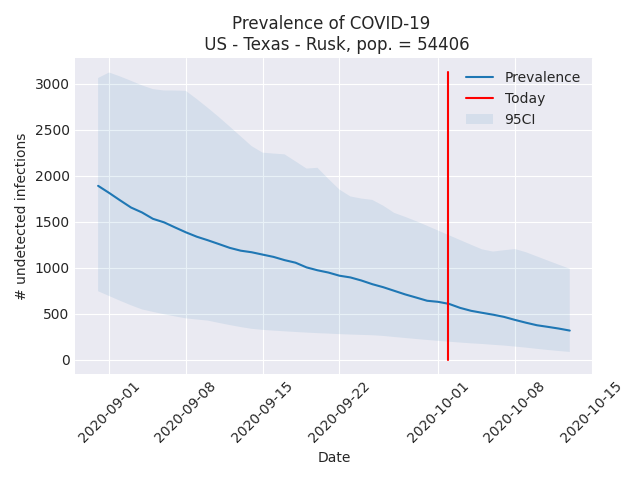 Prevalence of COVID-19
US - Texas - Rusk, pop. = 54406
Prevalence
Today
95CI
3000
2500
2000
1500
1000
500
0
# undetected infections
2020-09-01
2020-09-08
2020-09-15
2020-09-22
2020-10-01
2020-10-08
2020-10-15
Date